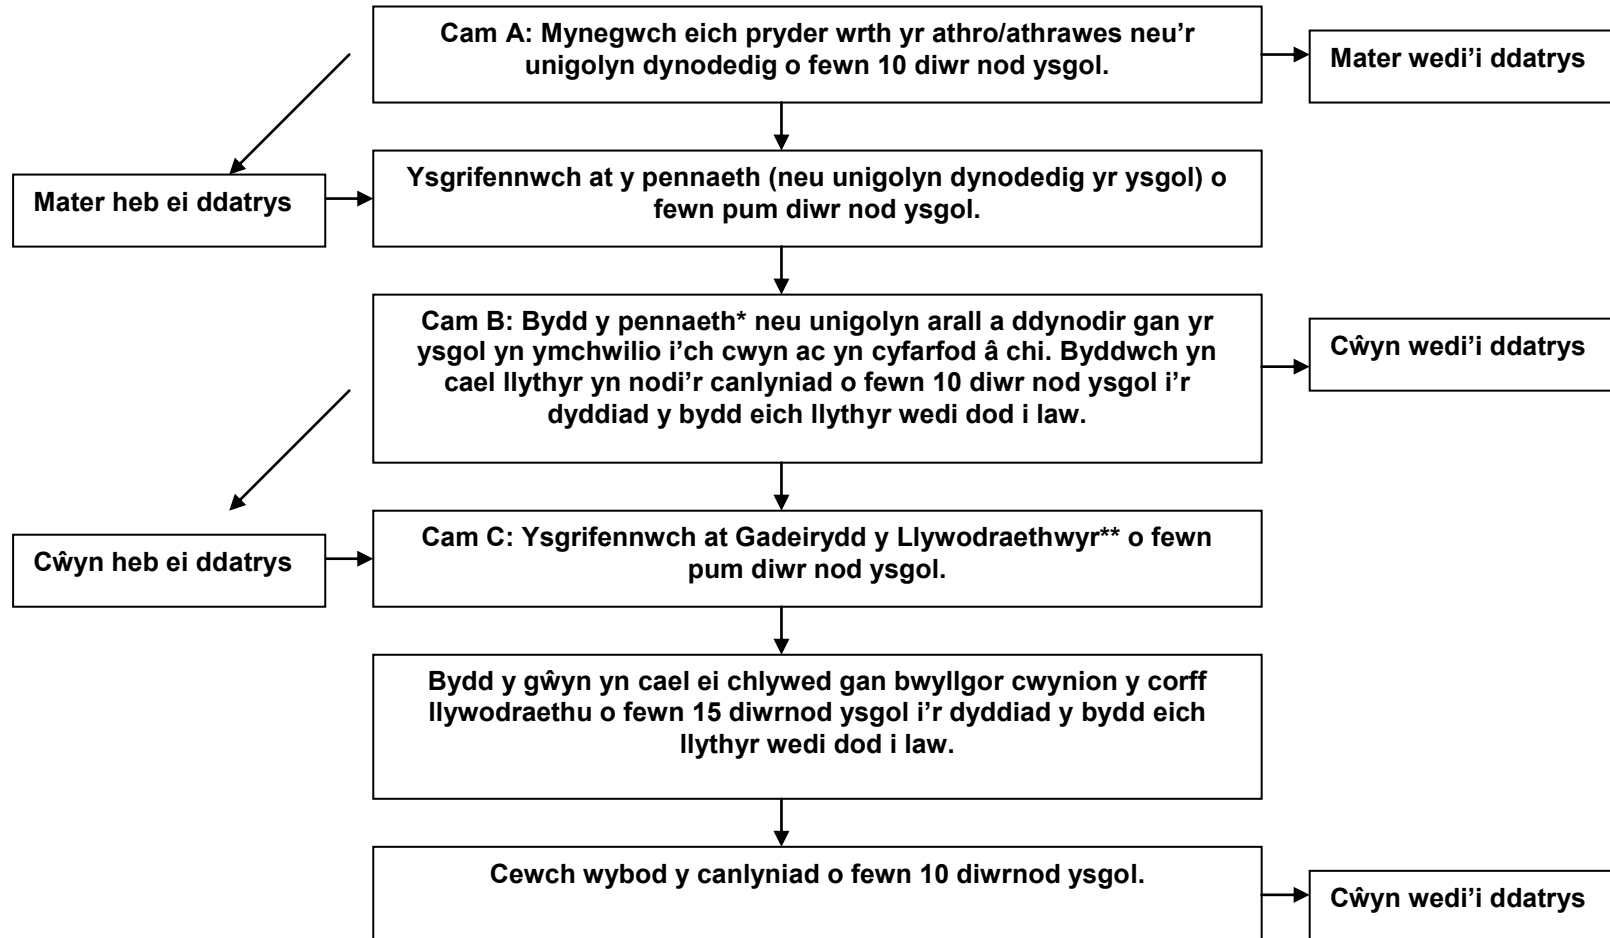 Cam A: Mynegwch eich pryder wrth yr athro/athrawes neu’r
unigolyn dynodedig o fewn 10 diwr nod ysgol.
Mater wedi’i ddatrys
Mater heb ei ddatrys
Ysgrifennwch at y pennaeth (neu unigolyn dynodedig yr ysgol) o
fewn pum diwr nod ysgol.
Cam B: Bydd y pennaeth* neu unigolyn arall a ddynodir gan yr
ysgol yn ymchwilio i’ch cwyn ac yn cyfarfod â chi. Byddwch yn
cael llythyr yn nodi’r canlyniad o fewn 10 diwr nod ysgol i’r
dyddiad y bydd eich llythyr wedi dod i law.
Cŵyn wedi’i ddatrys
Cŵyn heb ei ddatrys
Cam C: Ysgrifennwch at Gadeirydd y Llywodraethwyr** o fewn
pum diwr nod ysgol.
Bydd y gŵyn yn cael ei chlywed gan bwyllgor cwynion y corff
llywodraethu o fewn 15 diwrnod ysgol i’r dyddiad y bydd eich
llythyr wedi dod i law.
Cewch wybod y canlyniad o fewn 10 diwrnod ysgol.
Cŵyn wedi’i ddatrys